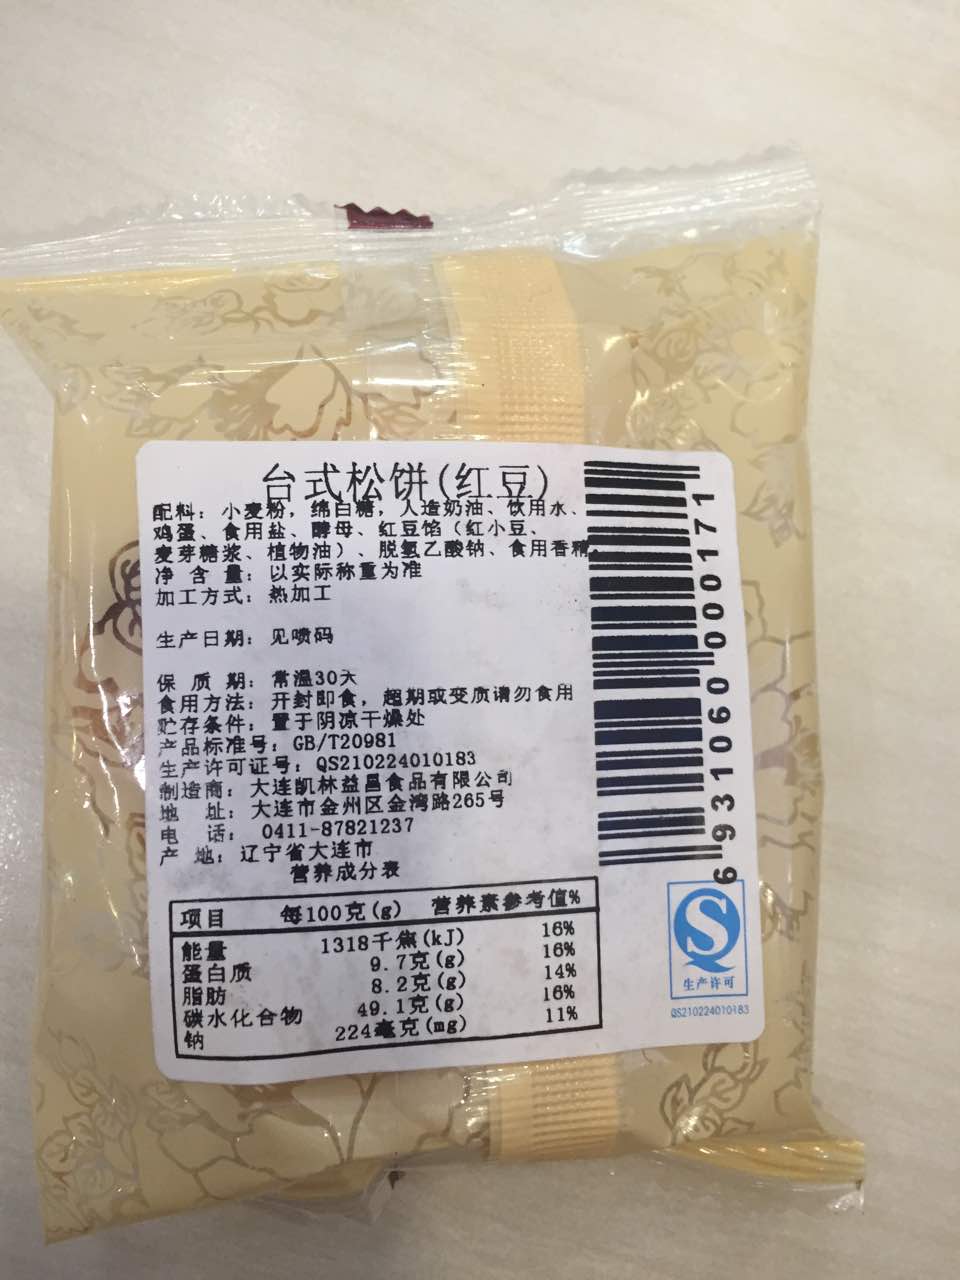 台式松饼(红豆)
配料：小麦粉，绵白糖，人造奶油、饮用水、
鸡蛋、食用盐、酵母、红豆馅（红小豆、
麦芽糖浆、植物油）、脱氢乙酸钠、食用香精。
净 含 量：以实际称重为准
加工方式：热加工
生产日期：见喷码
保 质 期：常温30天
食用方法：开封即食，超期或变质请勿食用
贮存条件：置于阴凉干燥处
产品标准号：GB/T20981
生产许可证号：QS210224010183
制造商：大连凯林益昌食品有限公司
地 址：大连市金州区金湾路265号
电 话：0411-87821237
产 地：辽宁省大连市
营养成分表
项目 每100克(g) 营养素参考值%
能量 1318千焦(kJ) 16%
蛋白质 9.7克(g) 16%
脂肪 8.2克(g) 14%
碳水化合物 49.1克(g) 16%
钠 224毫克(mg) 11%
6 931060 000171
生产许可
QS210224010183